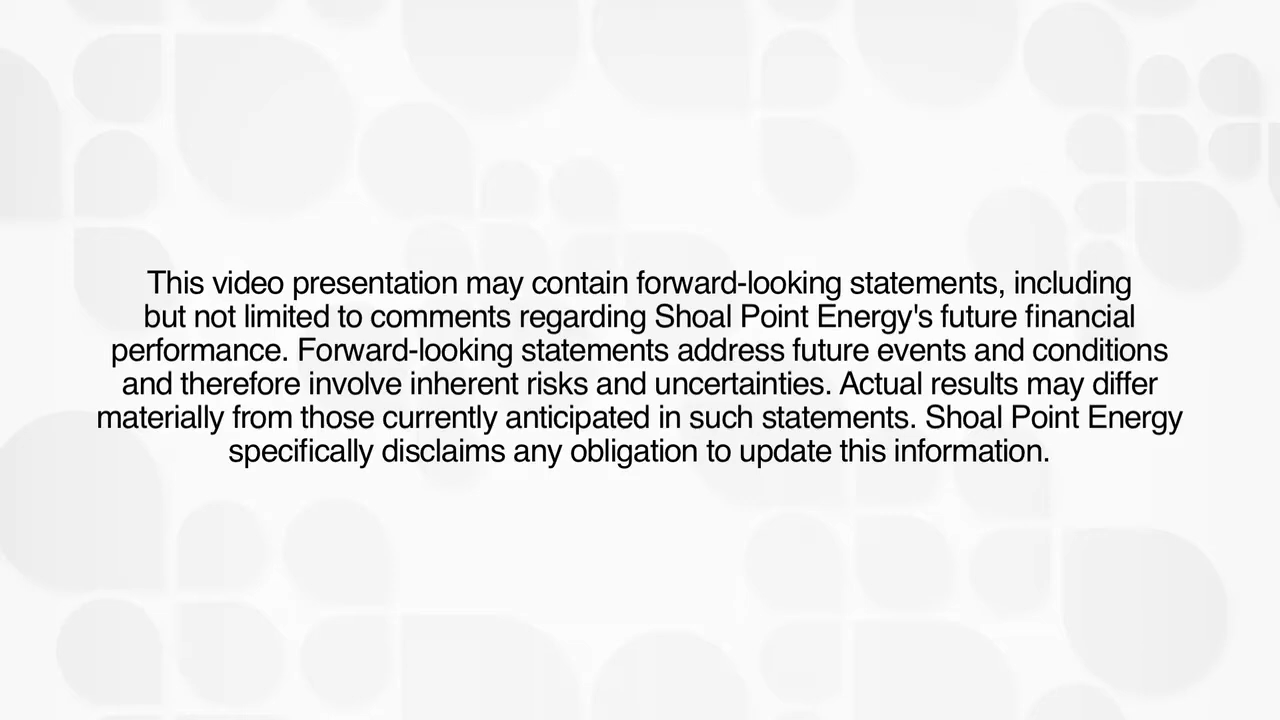 This video presentation may contain forward-looking statements, including
but not limited to comments regarding Shoal Point Energy's future financial
performance. Forward-looking statements address future events and conditions
and therefore involve inherent risks and uncertainties. Actual results may differ
materially from those currently anticipated in such statements. Shoal Point Energy
specifically disclaims any obligation to update this information.